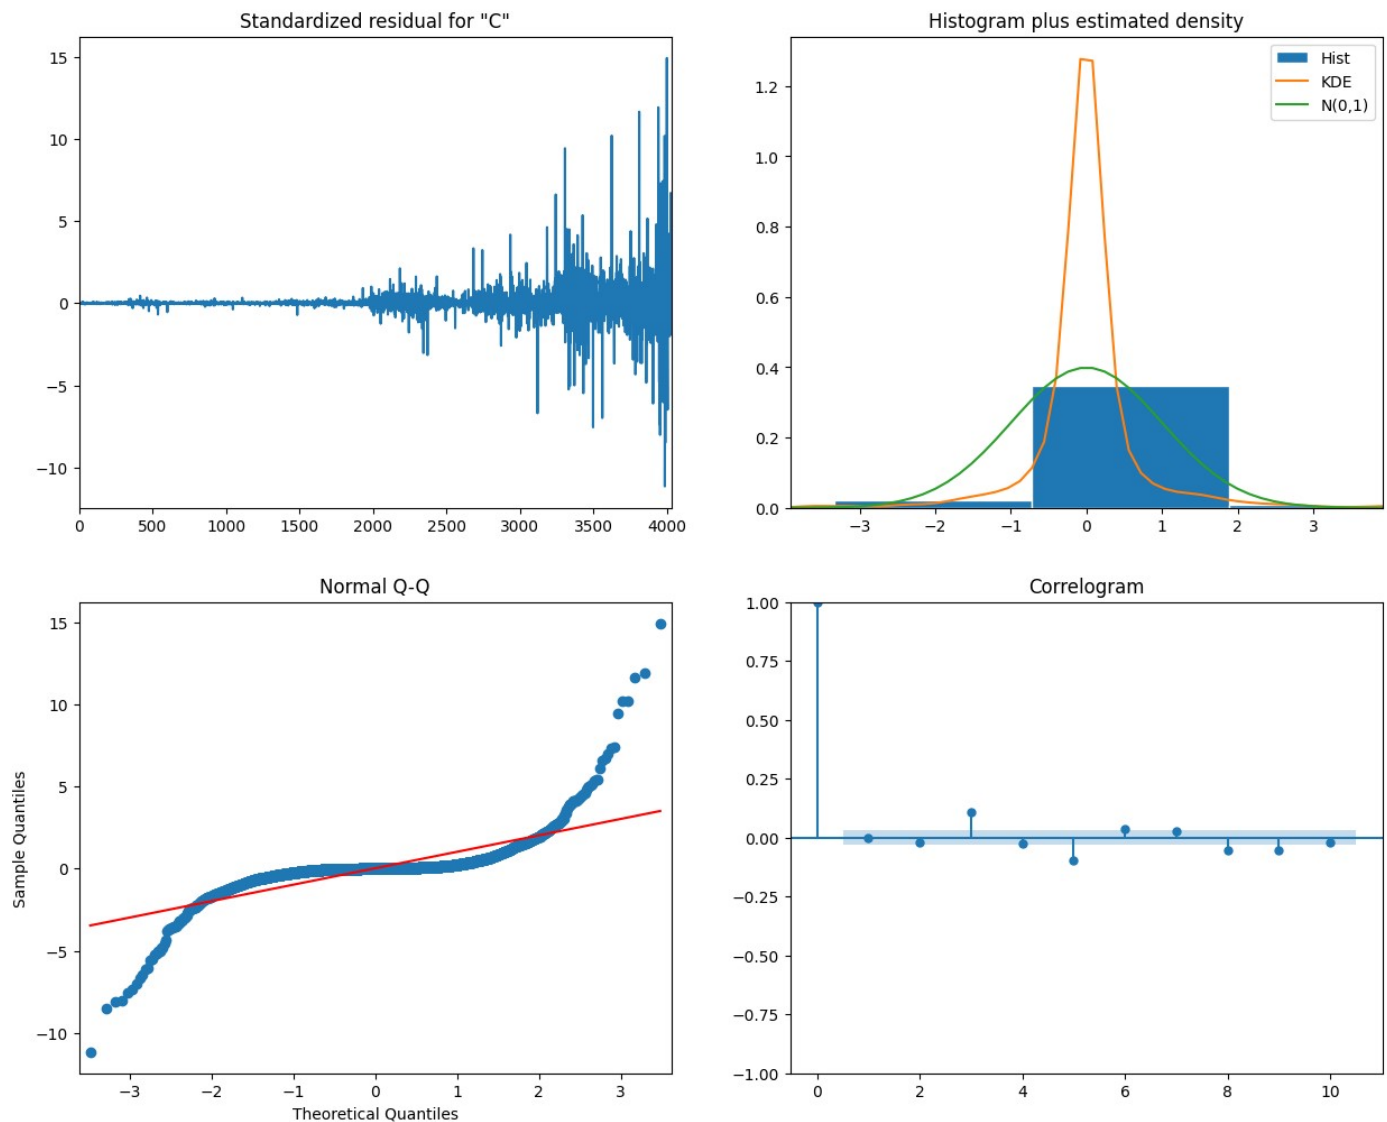 Standardized residual for "C"
15
10
5
0
−5
−10
0 500 1000 1500 2000 2500 3000 3500 4000
Histogram plus estimated density
Hist
KDE
N(0,1)
1.2
1.0
0.8
0.6
0.4
0.2
0.0
−3 −2 −1 0 1 2 3
Normal Q-Q
Sample Quantiles
15
10
5
0
−5
−10
−3 −2 −1 0 1 2 3
Theoretical Quantiles
Correlogram
1.00
0.75
0.50
0.25
0.00
−0.25
−0.50
−0.75
−1.00
0 2 4 6 8 10